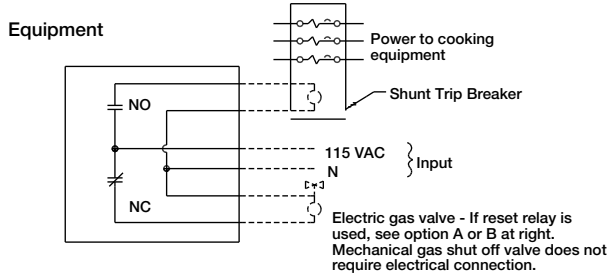 Equipment
Power to cooking
equipment
NO
Shunt Trip Breaker
115 VAC
Input
N
NC
Electric gas valve - If reset relay is
used, see option A or B at right.
Mechanical gas shut off valve does not
require electrical connection.